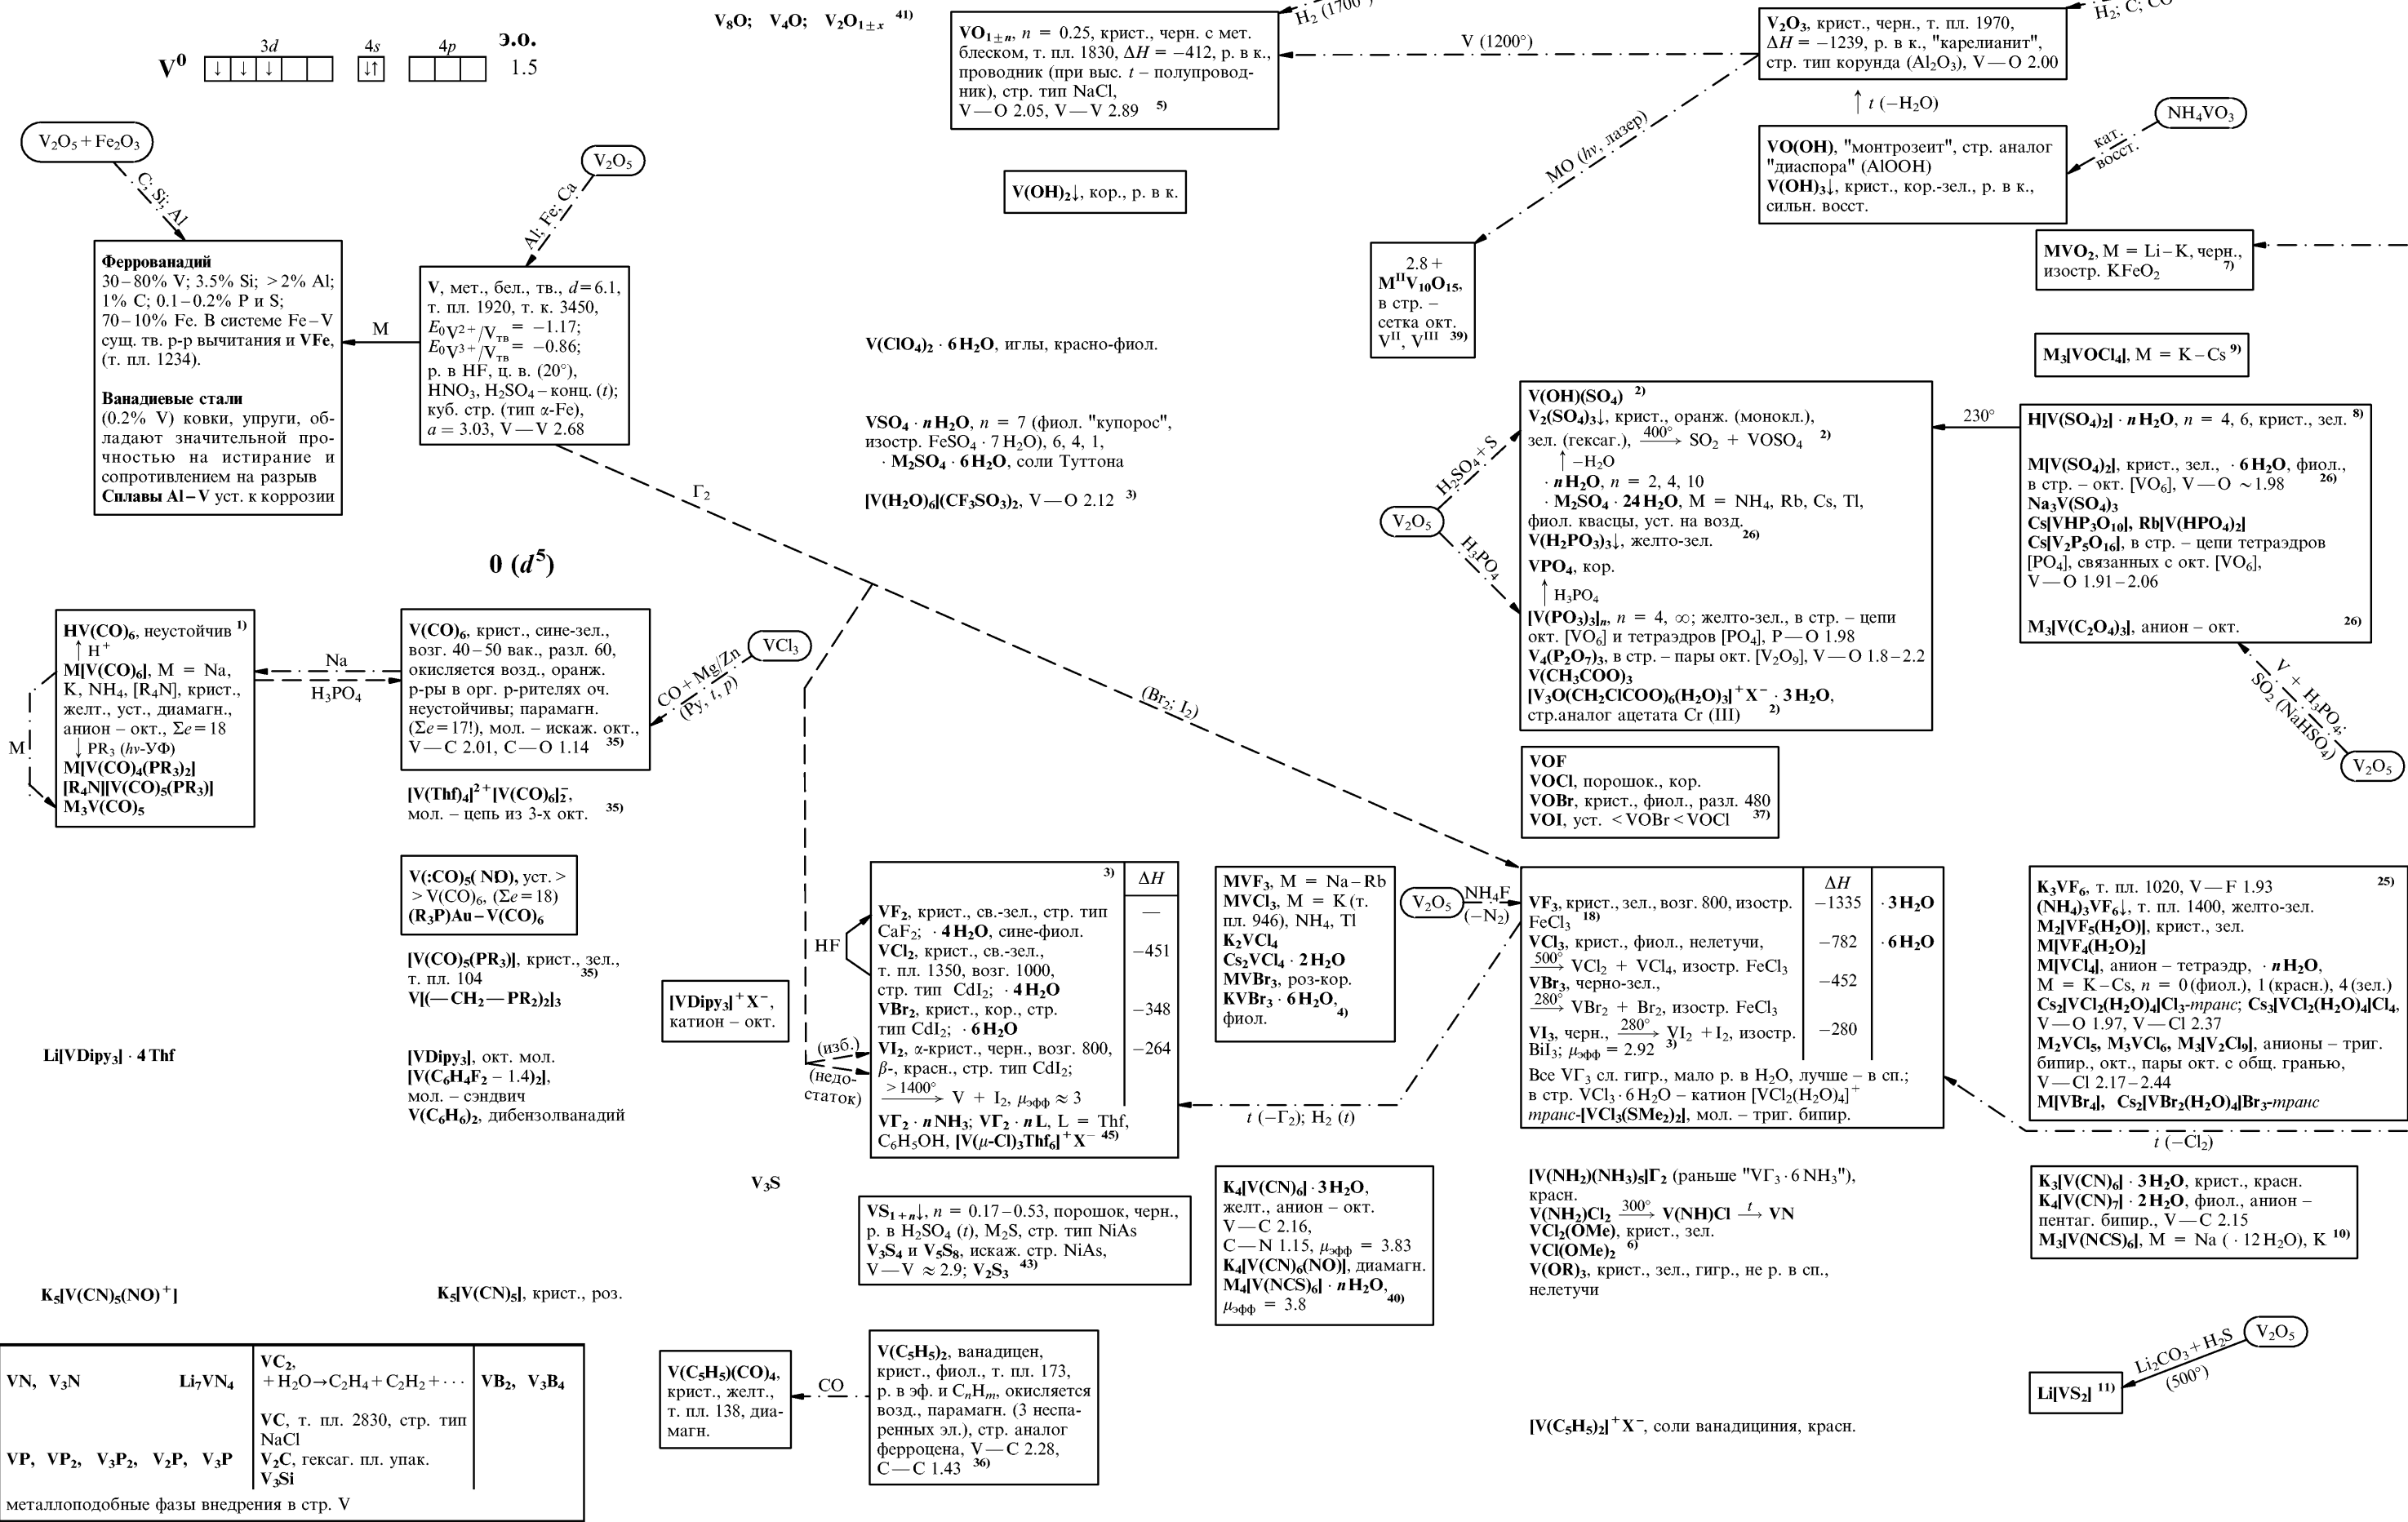 V₈O; V₄O; V₂O₁±ₓ ⁴¹⁾
3d 4s 4p э.о.
V⁰ ↓ ↓ ↓ ↓↑ 1.5
VO₁±ₙ, n = 0.25, крист., черн. с мет.
блеском, т. пл. 1830, ΔH = −412, р. в к.,
проводник (при выс. t – полупровод-
ник), стр. тип NaCl,
V—O 2.05, V—V 2.89 ⁵⁾
H₂ (1700°
V (1200°)
H₂; C; CO
V₂O₃, крист., черн., т. пл. 1970,
ΔH = −1239, р. в к., "карелианит",
стр. тип корунда (Al₂O₃), V—O 2.00
↑ t (−H₂O)
NH₄VO₃
кат.
восст.
VO(OH), "монтрозеит", стр. аналог
"диаспора" (AlOOH)
V(OH)₃↓, крист., кор.-зел., р. в к.,
сильн. восст.
MO (hν, лазер)
V₂O₅ + Fe₂O₃
C; Si; Al
V₂O₅
Al; Fe; Ca
V(OH)₂↓, кор., р. в к.
2.8 +
MᴵᴵV₁₀O₁₅,
в стр. –
сетка окт.
Vᴵᴵ, Vᴵᴵᴵ ³⁹⁾
MVO₂, M = Li – K, черн.,
изостр. KFeO₂ ⁷⁾
M₃[VOCl₄], M = K – Cs ⁹⁾
Феррованадий
30–80% V; 3.5% Si; >2% Al;
1% C; 0.1–0.2% P и S;
70–10% Fe. В системе Fe–V
сущ. тв. р-р вычитания и VFe,
(т. пл. 1234).
Ванадиевые стали
(0.2% V) ковки, упруги, об-
ладают значительной про-
чностью на истирание и
сопротивлением на разрыв
Сплавы Al–V уст. к коррозии
M
V, мет., бел., тв., d=6.1,
т. пл. 1920, т. к. 3450,
E₀ V²⁺/Vтв = −1.17;
E₀ V³⁺/Vтв = −0.86;
р. в HF, ц. в. (20°),
HNO₃, H₂SO₄ – конц. (t);
куб. стр. (тип α-Fe),
a = 3.03, V—V 2.68
Г₂
(Br₂; I₂)
V(ClO₄)₂ · 6H₂O, иглы, красно-фиол.
VSO₄ · nH₂O, n = 7 (фиол. "купорос",
изостр. FeSO₄ · 7H₂O), 6, 4, 1,
· M₂SO₄ · 6H₂O, соли Туттона
[V(H₂O)₆](CF₃SO₃)₂, V—O 2.12 ³⁾
V₂O₅
H₂SO₄ + S
H₃PO₄
V(OH)(SO₄) ²⁾
V₂(SO₄)₃↓, крист., оранж. (монокл.),
зел. (гексаг.), 400° → SO₂ + VOSO₄ ²⁾
↑ −H₂O
· nH₂O, n = 2, 4, 10
· M₂SO₄ · 24H₂O, M = NH₄, Rb, Cs, Tl,
фиол. квасцы, уст. на возд.
V(H₂PO₃)₃↓, желто-зел. ²⁶⁾
VPO₄, кор.
↑ H₃PO₄
[V(PO₃)₃]ₙ, n = 4, ∞; желто-зел., в стр. – цепи
окт. [VO₆] и тетраэдров [PO₄], P—O 1.98
V₄(P₂O₇)₃, в стр. – пары окт. [V₂O₉], V—O 1.8–2.2
V(CH₃COO)₃
[V₃O(CH₂ClCOO)₆(H₂O)₃]⁺X⁻ · 3H₂O,
стр.аналог ацетата Cr (III) ²⁾
230°
H[V(SO₄)₂] · nH₂O, n = 4, 6, крист., зел. ⁸⁾
M[V(SO₄)₂], крист., зел., · 6H₂O, фиол.,
в стр. – окт. [VO₆], V—O ~1.98 ²⁶⁾
Na₃V(SO₄)₃
Cs[VHP₃O₁₀], Rb[V(HPO₄)₂]
Cs[V₂P₅O₁₆], в стр. – цепи тетраэдров
[PO₄], связанных с окт. [VO₆],
V—O 1.91–2.06
M₃[V(C₂O₄)₃], анион – окт. ²⁶⁾
V + H₃PO₄;
SO₂ (NaHSO₄)
V₂O₅
0 (d⁵)
HV(CO)₆, неустойчив ¹⁾
↑ H⁺
M[V(CO)₆], M = Na,
K, NH₄, [R₄N], крист.,
желт., уст., диамагн.,
анион – окт., Σe = 18
↓ PR₃ (hν-УФ)
M[V(CO)₄(PR₃)₂]
[R₄N][V(CO)₅(PR₃)]
M₃V(CO)₅
M
Na
H₃PO₄
V(CO)₆, крист., сине-зел.,
возг. 40–50 вак., разл. 60,
окисляется возд., оранж.
р-ры в орг. р-рителях оч.
неустойчивы; парамагн.
(Σe = 17!), мол. – искаж. окт.,
V—C 2.01, C—O 1.14 ³⁵⁾
VCl₃
CO + Mg/Zn
(Py, t, p)
[V(Thf)₄]²⁺[V(CO)₆]₂⁻,
мол. – цепь из 3-х окт. ³⁵⁾
V(:CO)₅( NO), уст. >
> V(CO)₆, (Σe = 18)
(R₃P)Au–V(CO)₆
[V(CO)₅(PR₃)], крист., зел.,
т. пл. 104 ³⁵⁾
V[(—CH₂—PR₂)₂]₃
Li[VDipy₃] · 4 Thf
[VDipy₃], окт. мол.
[V(C₆H₄F₂ – 1.4)₂],
мол. – сэндвич
V(C₆H₆)₂, дибензолванадий
[VDipy₃]⁺X⁻,
катион – окт.
HF
(изб.)
(недо-
статок)
³⁾ ΔH
VF₂, крист., св.-зел., стр. тип —
CaF₂; · 4H₂O, сине-фиол.
VCl₂, крист., св.-зел., −451
т. пл. 1350, возг. 1000,
стр. тип CdI₂; · 4H₂O
VBr₂, крист., кор., стр. −348
тип CdI₂; · 6H₂O
VI₂, α-крист., черн., возг. 800, −264
β-, красн., стр. тип CdI₂;
>1400° → V + I₂, μэфф ≈ 3
VГ₂ · nNH₃; VГ₂ · nL, L = Thf,
C₆H₅OH, [V(μ-Cl)₃Thf₆]⁺X⁻ ⁴⁵⁾
MVF₃, M = Na – Rb
MVCl₃, M = K (т.
пл. 946), NH₄, Tl
K₂VCl₄
Cs₂VCl₄ · 2H₂O
MVBr₃, роз-кор.
KVBr₃ · 6H₂O, ⁴⁾
фиол.
V₂O₅
NH₄F
(−N₂)
t (−Г₂); H₂ (t)
VOF
VOCl, порошок., кор.
VOBr, крист., фиол., разл. 480
VOI, уст. < VOBr < VOCl ³⁷⁾
ΔH
VF₃, крист., зел., возг. 800, изостр. −1335 · 3H₂O
FeCl₃ ¹⁸⁾
VCl₃, крист., фиол., нелетучи, −782 · 6H₂O
500° → VCl₂ + VCl₄, изостр. FeCl₃
VBr₃, черно-зел., −452
280° → VBr₂ + Br₂, изостр. FeCl₃
VI₃, черн., 280° → VI₂ + I₂, изостр. −280
BiI₃; μэфф = 2.92 ³⁾
Все VГ₃ сл. гигр., мало р. в H₂O, лучше – в сп.;
в стр. VCl₃ · 6H₂O – катион [VCl₂(H₂O)₄]⁺
транс-[VCl₃(SMe₂)₂], мол. – триг. бипир.
K₃VF₆, т. пл. 1020, V—F 1.93 ²⁵⁾
(NH₄)₃VF₆↓, т. пл. 1400, желто-зел.
M₂[VF₅(H₂O)], крист., зел.
M[VF₄(H₂O)₂]
M[VCl₄], анион – тетраэдр, · nH₂O,
M = K–Cs, n = 0 (фиол.), 1 (красн.), 4 (зел.)
Cs₂[VCl₂(H₂O)₄]Cl₃-транс; Cs₃[VCl₂(H₂O)₄]Cl₄,
V—O 1.97, V—Cl 2.37
M₂VCl₅, M₃VCl₆, M₃[V₂Cl₉], анионы – триг.
бипир., окт., пары окт. с общ. гранью,
V—Cl 2.17–2.44
M[VBr₄], Cs₂[VBr₂(H₂O)₄]Br₃-транс
t (−Cl₂)
V₃S
VS₁₊ₙ↓, n = 0.17–0.53, порошок, черн.,
р. в H₂SO₄ (t), M₂S, стр. тип NiAs
V₃S₄ и V₅S₈, искаж. стр. NiAs,
V—V ≈ 2.9; V₂S₃ ⁴³⁾
K₄[V(CN)₆] · 3H₂O,
желт., анион – окт.
V—C 2.16,
C—N 1.15, μэфф = 3.83
K₄[V(CN)₆(NO)], диамагн.
M₄[V(NCS)₆] · nH₂O,
μэфф = 3.8 ⁴⁰⁾
[V(NH₂)(NH₃)₅]Г₂ (раньше "VГ₃ · 6 NH₃"),
красн.
V(NH₂)Cl₂ 300° → V(NH)Cl t → VN
VCl₂(OMe), крист., зел.
VCl(OMe)₂ ⁶⁾
V(OR)₃, крист., зел., гигр., не р. в сп.,
нелетучи
K₃[V(CN)₆] · 3H₂O, крист., красн.
K₄[V(CN)₇] · 2H₂O, фиол., анион –
пентаг. бипир., V—C 2.15
M₃[V(NCS)₆], M = Na ( · 12H₂O), K ¹⁰⁾
K₅[V(CN)₅(NO)⁺]
K₅[V(CN)₅], крист., роз.
V₂O₅
Li₂CO₃ + H₂S
(500°)
Li[VS₂] ¹¹⁾
VN, V₃N Li₇VN₄
VP, VP₂, V₃P₂, V₂P, V₃P
VC₂,
+ H₂O → C₂H₄ + C₂H₂ + ···
VC, т. пл. 2830, стр. тип
NaCl
V₂C, гексаг. пл. упак.
V₃Si
VB₂, V₃B₄
металлоподобные фазы внедрения в стр. V
V(C₅H₅)(CO)₄,
крист., желт.,
т. пл. 138, диа-
магн.
CO
V(C₅H₅)₂, ванадицен,
крист., фиол., т. пл. 173,
р. в эф. и CₙHₘ, окисляется
возд., парамагн. (3 неспа-
ренных эл.), стр. аналог
ферроцена, V—C 2.28,
C—C 1.43 ³⁶⁾
[V(C₅H₅)₂]⁺X⁻, соли ванадициния, красн.